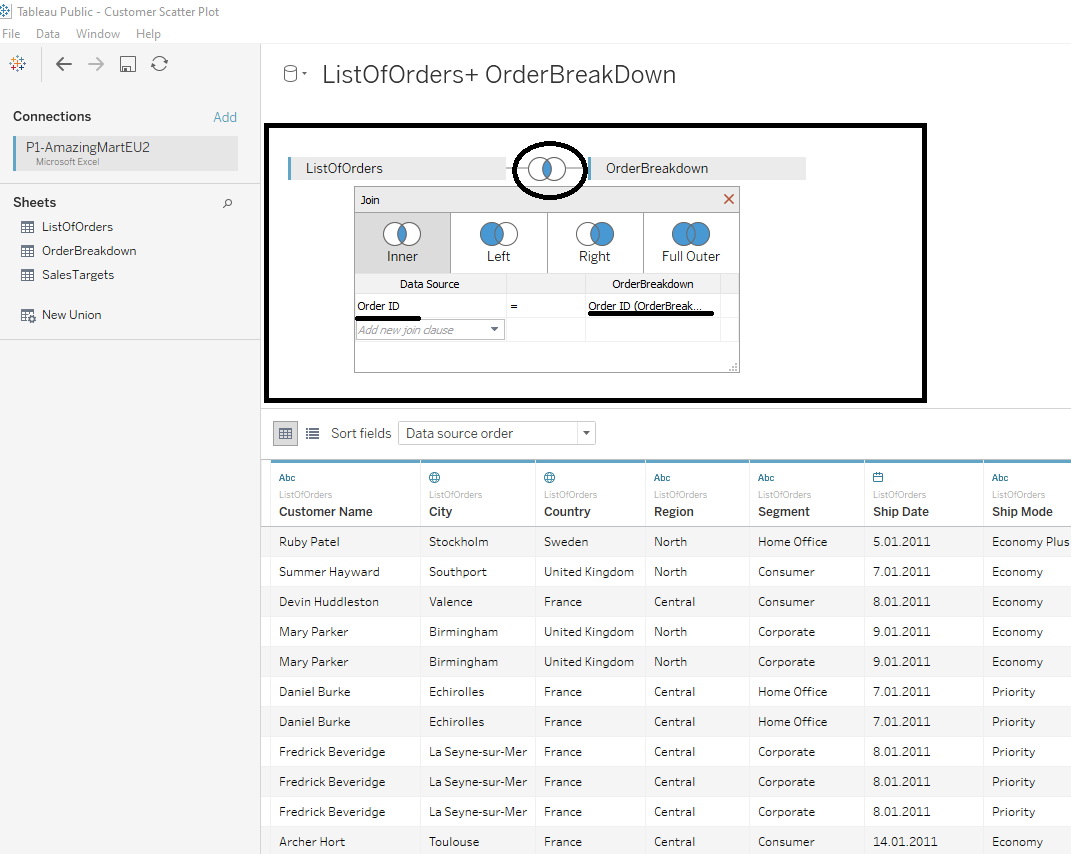 Tableau Public - Customer Scatter Plot
File Data Window Help
Connections Add
P1-AmazingMartEU2
Microsoft Excel
Sheets
ListOfOrders
OrderBreakdown
SalesTargets
New Union
ListOfOrders+ OrderBreakDown
ListOfOrders OrderBreakdown
Join
Inner Left Right Full Outer
Data Source OrderBreakdown
Order ID = Order ID (OrderBreak...
Add new join clause
Sort fields Data source order
Abc Abc Abc Abc
ListOfOrders ListOfOrders ListOfOrders ListOfOrders ListOfOrders ListOfOrders ListOfOrders
Customer Name City Country Region Segment Ship Date Ship Mode
Ruby Patel Stockholm Sweden North Home Office 5.01.2011 Economy Plus
Summer Hayward Southport United Kingdom North Consumer 7.01.2011 Economy
Devin Huddleston Valence France Central Consumer 8.01.2011 Economy
Mary Parker Birmingham United Kingdom North Corporate 9.01.2011 Economy
Mary Parker Birmingham United Kingdom North Corporate 9.01.2011 Economy
Daniel Burke Echirolles France Central Home Office 7.01.2011 Priority
Daniel Burke Echirolles France Central Home Office 7.01.2011 Priority
Fredrick Beveridge La Seyne-sur-Mer France Central Corporate 8.01.2011 Priority
Fredrick Beveridge La Seyne-sur-Mer France Central Corporate 8.01.2011 Priority
Fredrick Beveridge La Seyne-sur-Mer France Central Corporate 8.01.2011 Priority
Archer Hort Toulouse France Central Consumer 14.01.2011 Economy